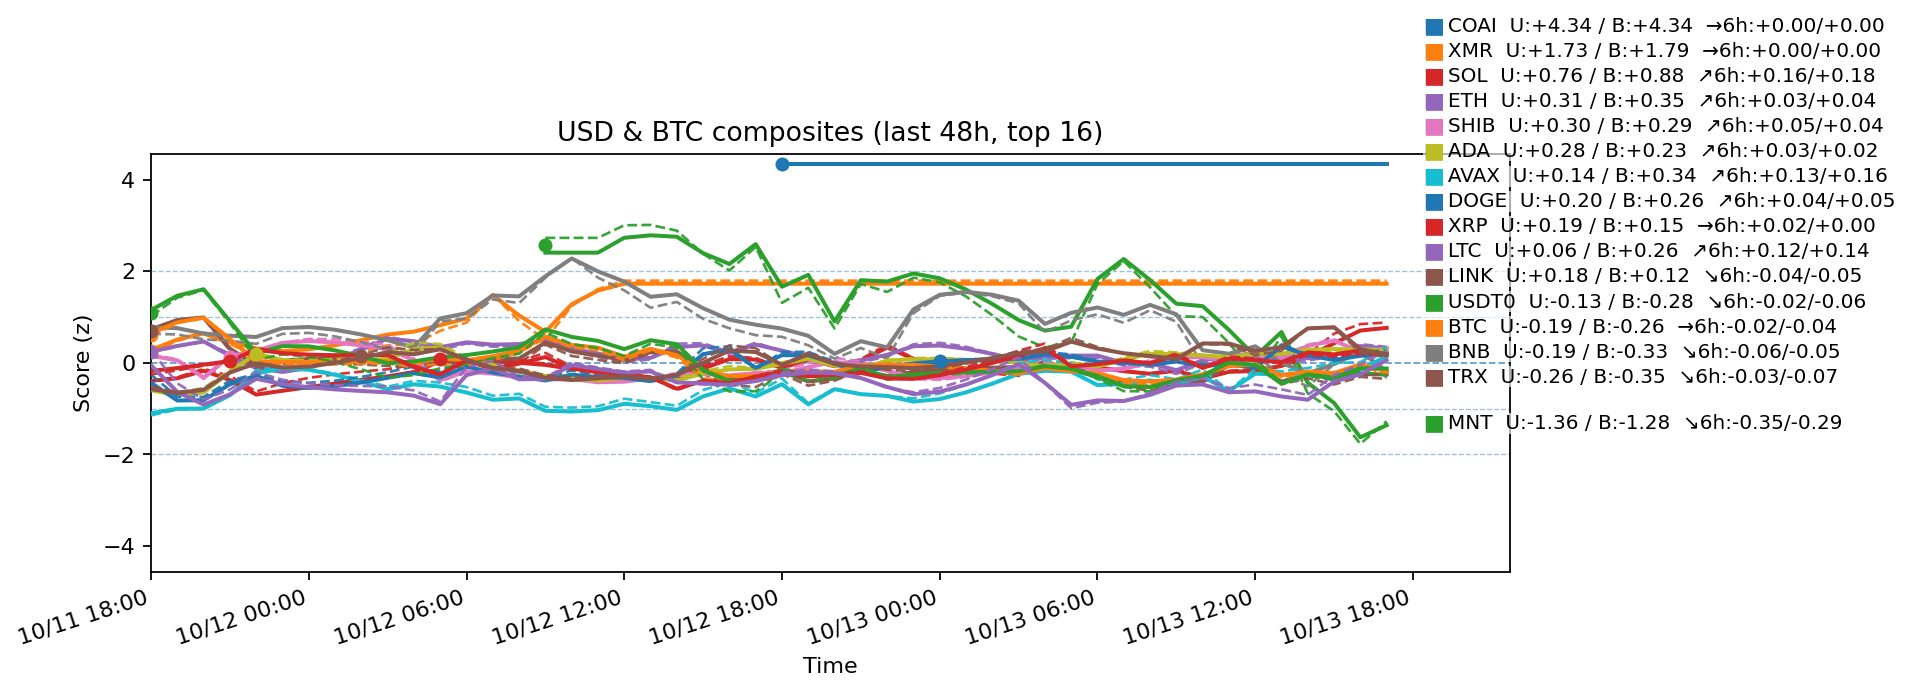 USD & BTC composites (last 48h, top 16)
COAI U:+4.34 / B:+4.34 →6h:+0.00/+0.00
XMR U:+1.73 / B:+1.79 →6h:+0.00/+0.00
SOL U:+0.76 / B:+0.88 ↗6h:+0.16/+0.18
ETH U:+0.31 / B:+0.35 ↗6h:+0.03/+0.04
SHIB U:+0.30 / B:+0.29 ↗6h:+0.05/+0.04
ADA U:+0.28 / B:+0.23 ↗6h:+0.03/+0.02
AVAX U:+0.14 / B:+0.34 ↗6h:+0.13/+0.16
DOGE U:+0.20 / B:+0.26 ↗6h:+0.04/+0.05
XRP U:+0.19 / B:+0.15 →6h:+0.02/+0.00
LTC U:+0.06 / B:+0.26 ↗6h:+0.12/+0.14
LINK U:+0.18 / B:+0.12 ↘6h:-0.04/-0.05
USDT0 U:-0.13 / B:-0.28 ↘6h:-0.02/-0.06
BTC U:-0.19 / B:-0.26 →6h:-0.02/-0.04
BNB U:-0.19 / B:-0.33 ↘6h:-0.06/-0.05
TRX U:-0.26 / B:-0.35 ↘6h:-0.03/-0.07
MNT U:-1.36 / B:-1.28 ↘6h:-0.35/-0.29
Score (z)
4
2
0
−2
−4
10/11 18:00
10/12 00:00
10/12 06:00
10/12 12:00
10/12 18:00
10/13 00:00
10/13 06:00
10/13 12:00
10/13 18:00
Time